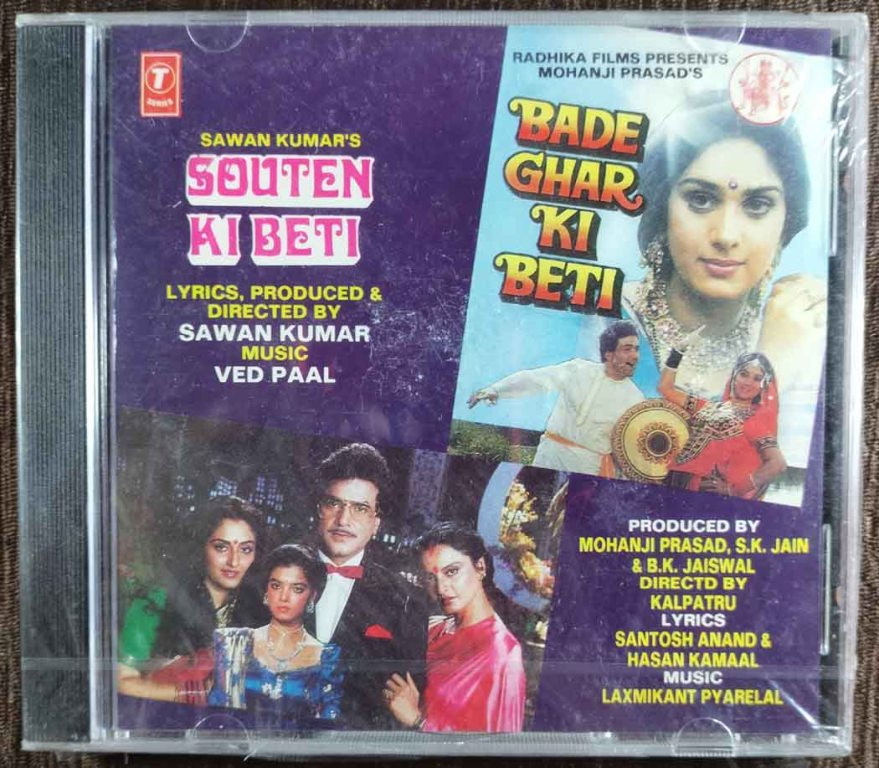 T
SERIES
SAWAN KUMAR'S
SOUTEN
KI BETI
LYRICS, PRODUCED &
DIRECTED BY
SAWAN KUMAR
MUSIC
VED PAAL
RADHIKA FILMS PRESENTS
MOHANJI PRASAD'S
BADE
GHAR
KI
BETI
PRODUCED BY
MOHANJI PRASAD, S.K. JAIN
& B.K. JAISWAL
DIRECTD BY
KALPATRU
LYRICS
SANTOSH ANAND &
HASAN KAMAAL
MUSIC
LAXMIKANT PYARELAL